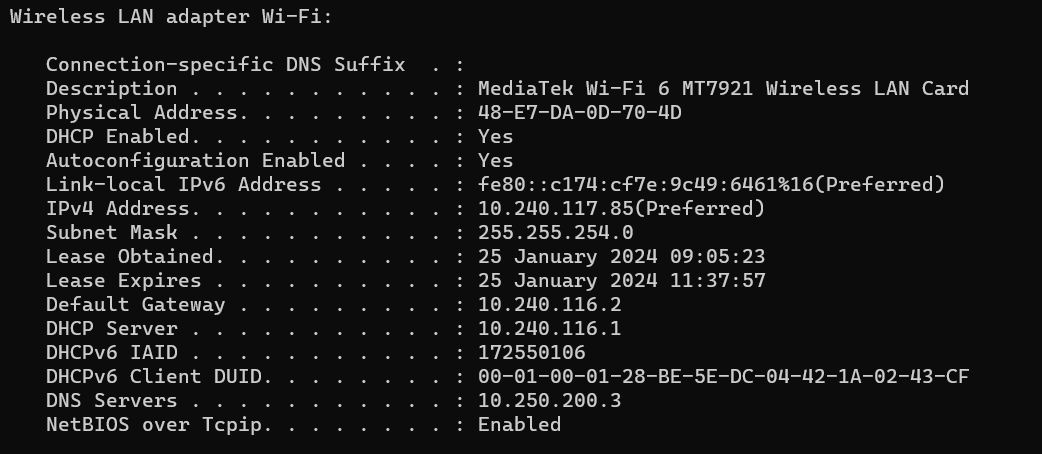 Wireless LAN adapter Wi-Fi:
Connection-specific DNS Suffix  . :
Description . . . . . . . . . . . : MediaTek Wi-Fi 6 MT7921 Wireless LAN Card
Physical Address. . . . . . . . . : 48-E7-DA-0D-70-4D
DHCP Enabled. . . . . . . . . . . : Yes
Autoconfiguration Enabled . . . . : Yes
Link-local IPv6 Address . . . . . : fe80::c174:cf7e:9c49:6461%16(Preferred)
IPv4 Address. . . . . . . . . . . : 10.240.117.85(Preferred)
Subnet Mask . . . . . . . . . . . : 255.255.254.0
Lease Obtained. . . . . . . . . . : 25 January 2024 09:05:23
Lease Expires . . . . . . . . . . : 25 January 2024 11:37:57
Default Gateway . . . . . . . . . : 10.240.116.2
DHCP Server . . . . . . . . . . . : 10.240.116.1
DHCPv6 IAID . . . . . . . . . . . : 172550106
DHCPv6 Client DUID. . . . . . . . : 00-01-00-01-28-BE-5E-DC-04-42-1A-02-43-CF
DNS Servers . . . . . . . . . . . : 10.250.200.3
NetBIOS over Tcpip. . . . . . . . : Enabled